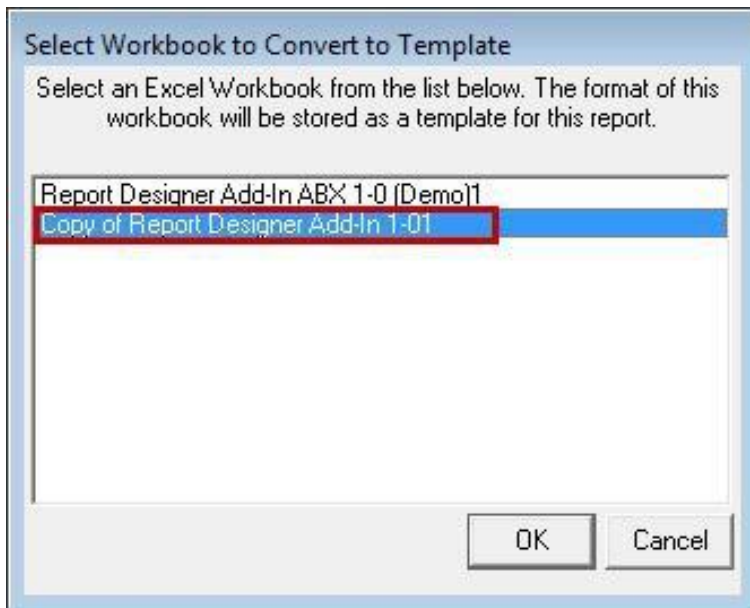 Select Workbook to Convert to Template
Select an Excel Workbook from the list below. The format of this
workbook will be stored as a template for this report.
Report Designer Add-In ABX 1-0 (Demo)1
Copy of Report Designer Add-In 1-01
OK
Cancel